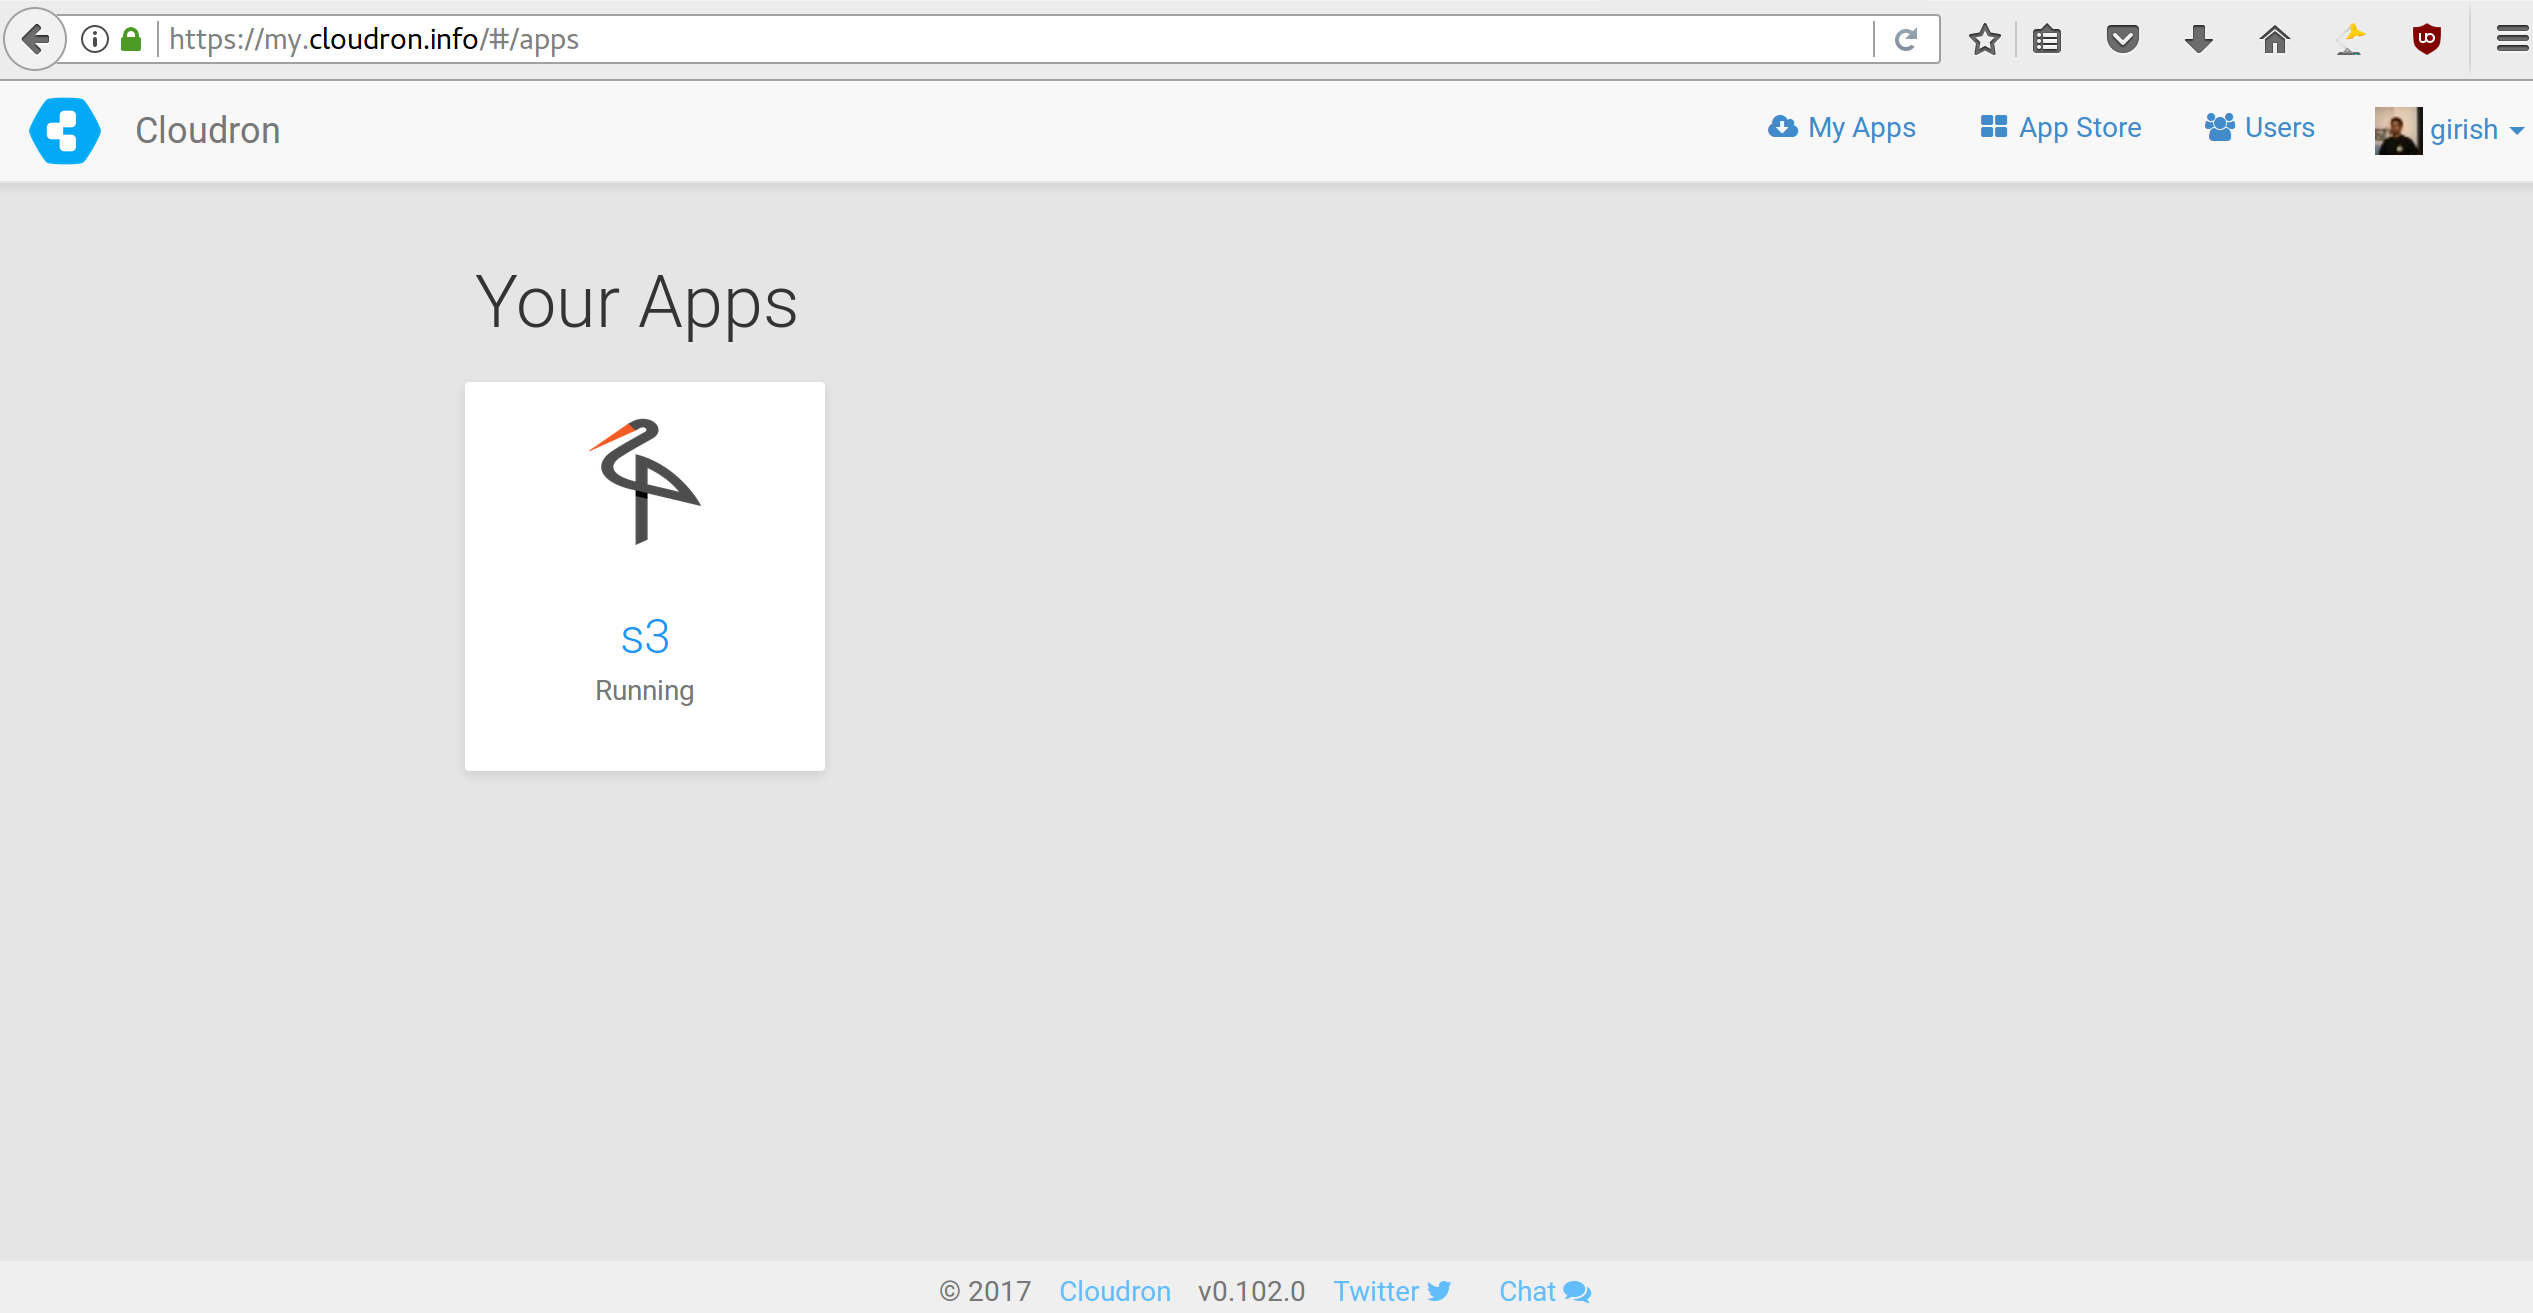 https://my.cloudron.info/#/apps
Cloudron My Apps App Store Users girish
Your Apps
s3
Running
© 2017 Cloudron v0.102.0 Twitter Chat